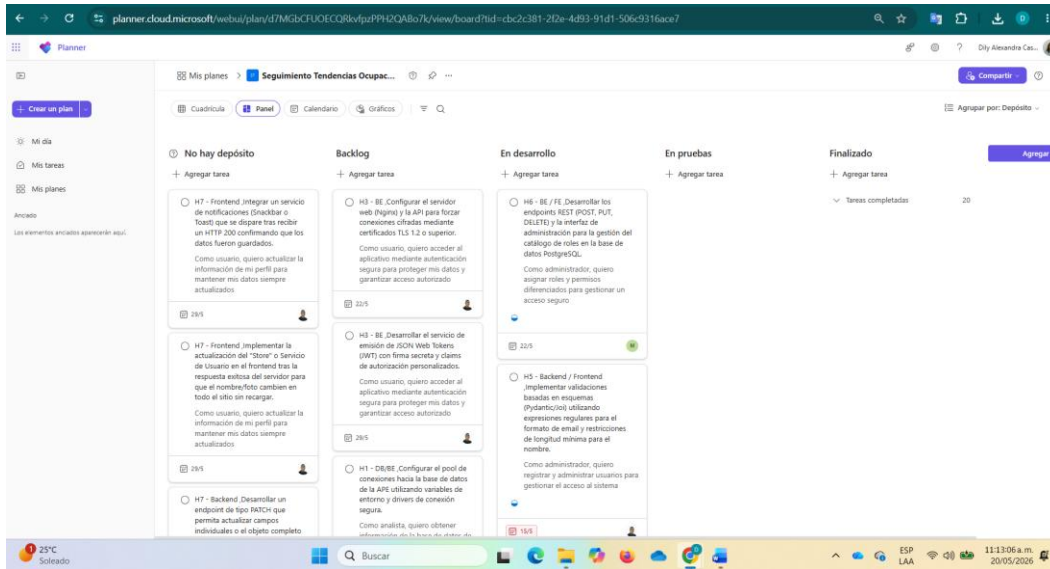 planner.cloud.microsoft/webui/plan/d7MGbCFUOECQRkvfpzPPH2QABo7k/view/board?tid=cbc2c381-2f2e-4d93-91d1-506c9316ace7
Planner
Dily Alexandra Cas...
Mis planes > Seguimiento Tendencias Ocupac...
Compartir
Crear un plan
Cuadrícula
Panel
Calendario
Gráficos
Agrupar por: Depósito
Mi día
Mis tareas
Mis planes
Anclado
Los elementos anclados aparecerán aquí.
No hay depósito
Agregar tarea
H7 - Frontend ,Integrar un servicio
de notificaciones (Snackbar o
Toast) que se dispare tras recibir
un HTTP 200 confirmando que los
datos fueron guardados.
Como usuario, quiero actualizar la
información de mi perfil para
mantener mis datos siempre
actualizados
29/5
H7 - Frontend ,Implementar la
actualización del "Store" o Servicio
de Usuario en el frontend tras la
respuesta exitosa del servidor para
que el nombre/foto cambien en
todo el sitio sin recargar.
Como usuario, quiero actualizar la
información de mi perfil para
mantener mis datos siempre
actualizados
29/5
H7 - Backend ,Desarrollar un
endpoint de tipo PATCH que
permita actualizar campos
individuales o el objeto completo
Backlog
Agregar tarea
H3 - BE ,Configurar el servidor
web (Nginx) y la API para forzar
conexiones cifradas mediante
certificados TLS 1.2 o superior.
Como usuario, quiero acceder al
aplicativo mediante autenticación
segura para proteger mis datos y
garantizar acceso autorizado
22/5
H3 - BE ,Desarrollar el servicio de
emisión de JSON Web Tokens
(JWT) con firma secreta y claims
de autorización personalizados.
Como usuario, quiero acceder al
aplicativo mediante autenticación
segura para proteger mis datos y
garantizar acceso autorizado
29/5
H1 - DB/BE ,Configurar el pool de
conexiones hacia la base de datos
de la APE utilizando variables de
entorno y drivers de conexión
segura.
Como analista, quiero obtener
información de la base de datos de
En desarrollo
Agregar tarea
H6 - BE / FE ,Desarrollar los
endpoints REST (POST, PUT,
DELETE) y la interfaz de
administración para la gestión del
catálogo de roles en la base de
datos PostgreSQL.
Como administrador, quiero
asignar roles y permisos
diferenciados para gestionar un
acceso seguro
22/5
M
H5 - Backend / Frontend
,Implementar validaciones
basadas en esquemas
(Pydantic/Joi) utilizando
expresiones regulares para el
formato de email y restricciones
de longitud mínima para el
nombre.
Como administrador, quiero
registrar y administrar usuarios para
gestionar el acceso al sistema
15/5
En pruebas
Agregar tarea
Finalizado
Agregar tarea
Tareas completadas 20
Agregar
25°C
Soleado
Buscar
ESP
LAA
11:13:06 a.m.
20/05/2026